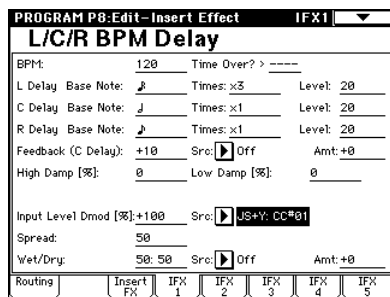 PROGRAM P8:Edit-Insert Effect IFX1
L/C/R BPM Delay
BPM: 120 Time Over? > ----
L Delay Base Note: ♪ Times: x3 Level: 20
C Delay Base Note: 𝅗𝅥 Times: x1 Level: 20
R Delay Base Note: ♪ Times: x1 Level: 20
Feedback (C Delay): +10 Src: Off Amt: +0
High Damp [%]: 0 Low Damp [%]: 0
Input Level Dmod [%]: +100 Src: JS+Y: CC#01
Spread: 50
Wet/Dry: 50: 50 Src: Off Amt: +0
Routing Insert FX IFX 1 IFX 2 IFX 3 IFX 4 IFX 5